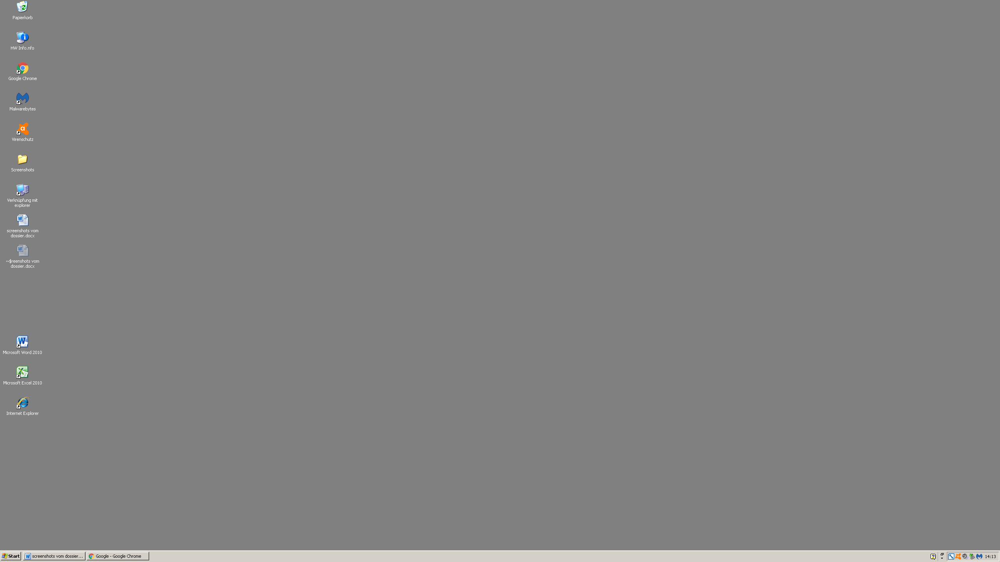 Papierkorb
HW Info.nfo
Google Chrome
Malwarebytes
Virenschutz
Screenshots
Verknüpfung mit
explorer
screenshots vom
dossier.docx
~$reenshots vom
dossier.docx
Microsoft Word 2010
Microsoft Excel 2010
Internet Explorer
Start
screenshots vom dossier...
Google - Google Chrome
14:13